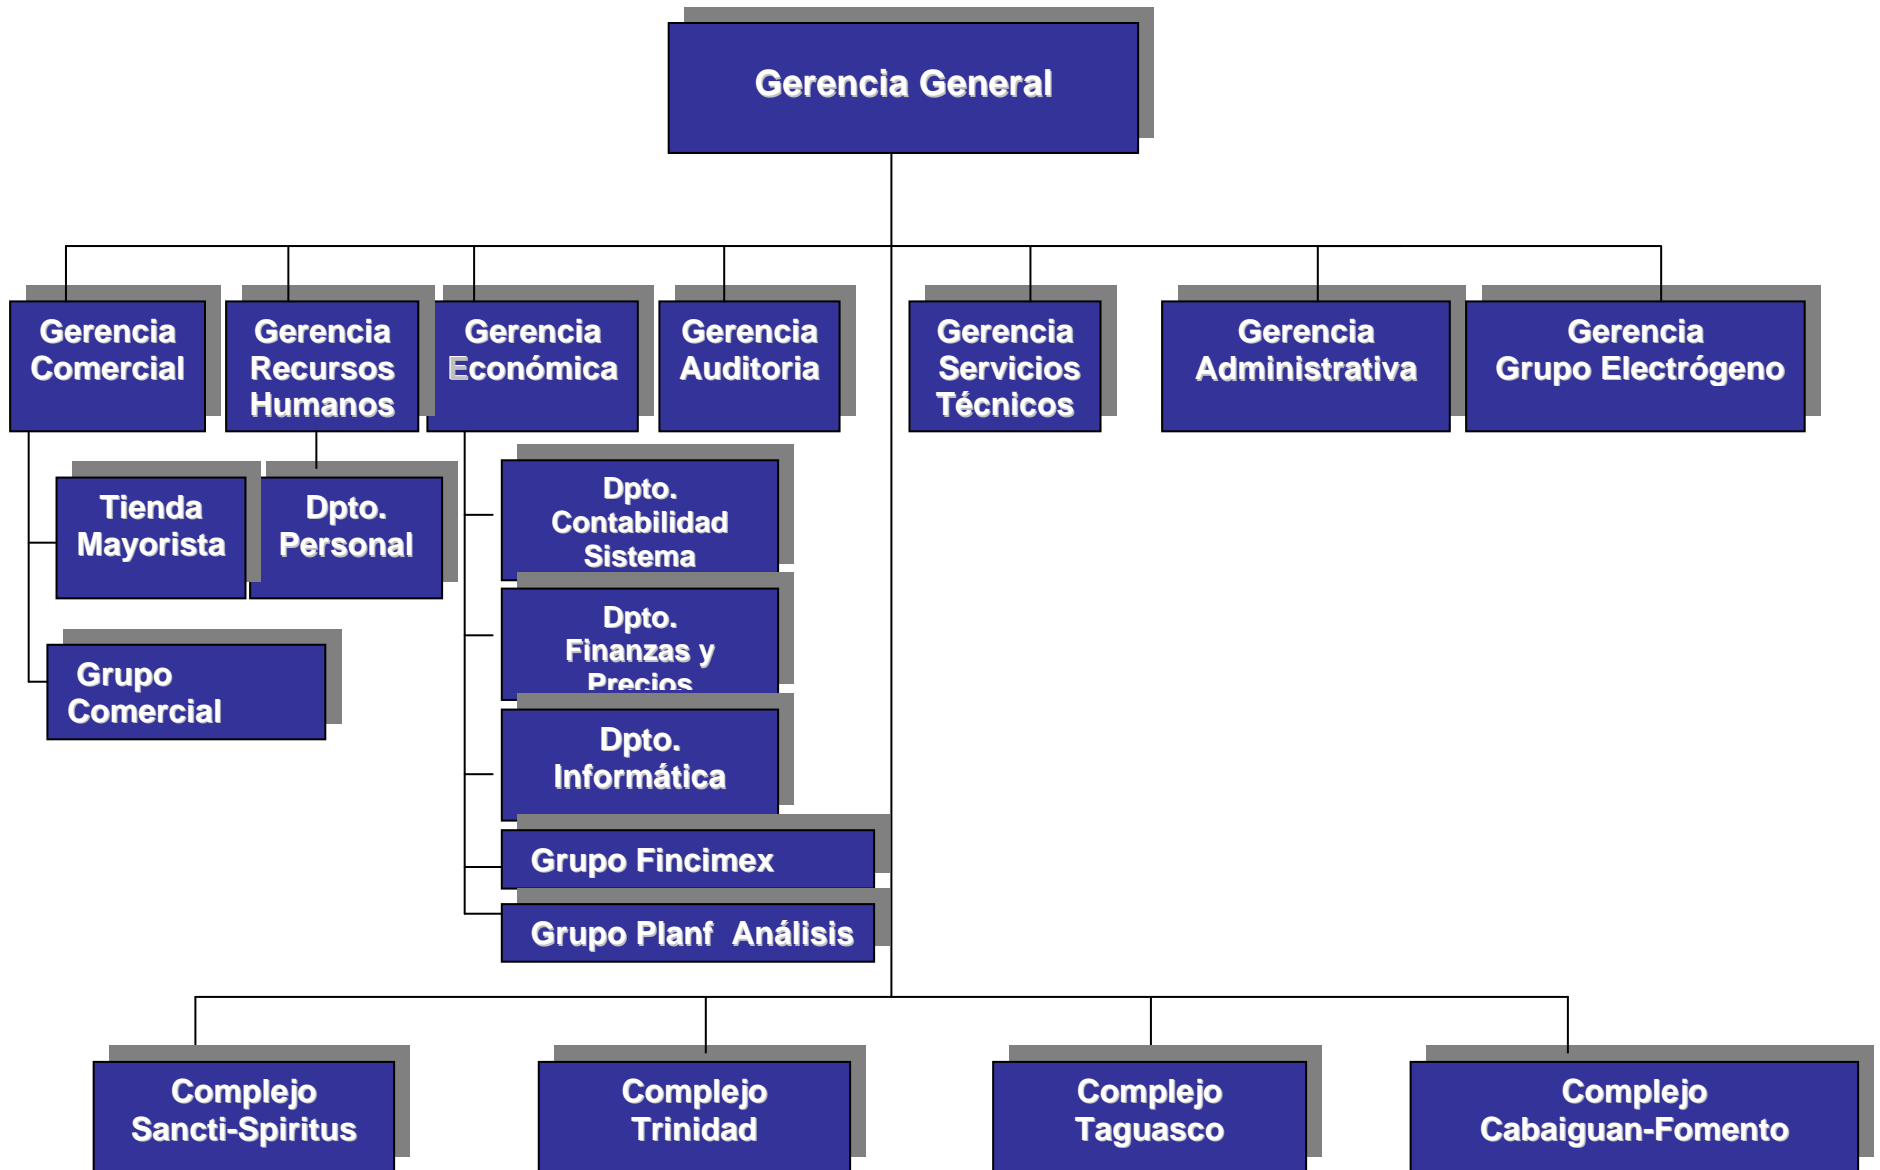 Gerencia General
Gerencia
Comercial
Gerencia
Recursos
Humanos
Gerencia
Económica
Gerencia
Auditoria
Gerencia
Servicios
Técnicos
Gerencia
Administrativa
Gerencia
Grupo Electrógeno
Tienda
Mayorista
Dpto.
Personal
Grupo
Comercial
Dpto.
Contabilidad
Sistema
Dpto.
Finanzas y
Precios
Dpto.
Informática
Grupo Fincimex
Grupo Planf Análisis
Complejo
Sancti-Spiritus
Complejo
Trinidad
Complejo
Taguasco
Complejo
Cabaiguan-Fomento